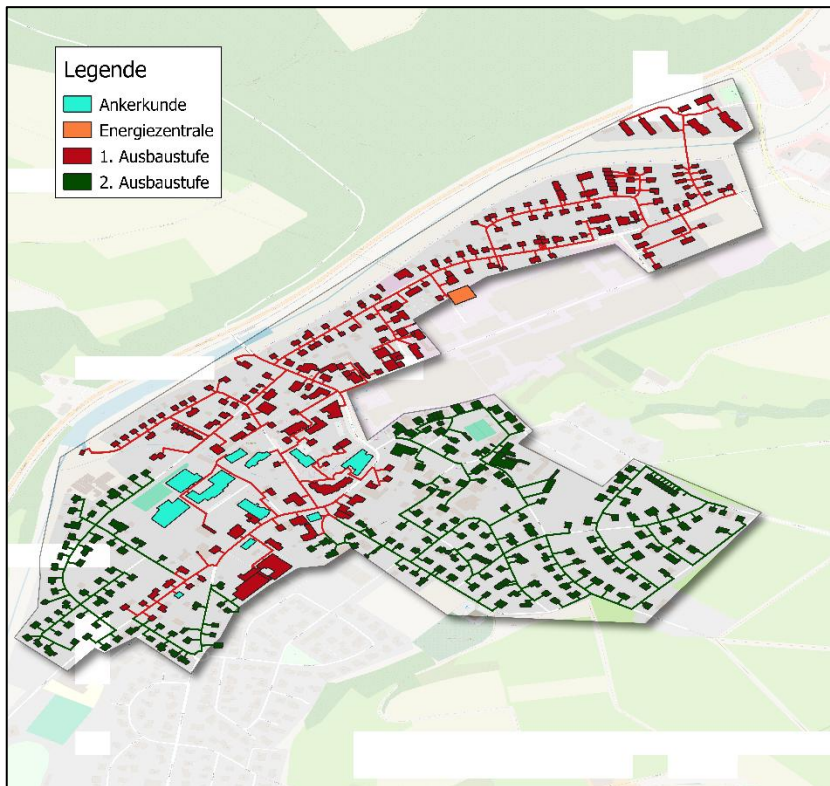 Legende
Ankerkunde
Energiezentrale
1. Ausbaustufe
2. Ausbaustufe